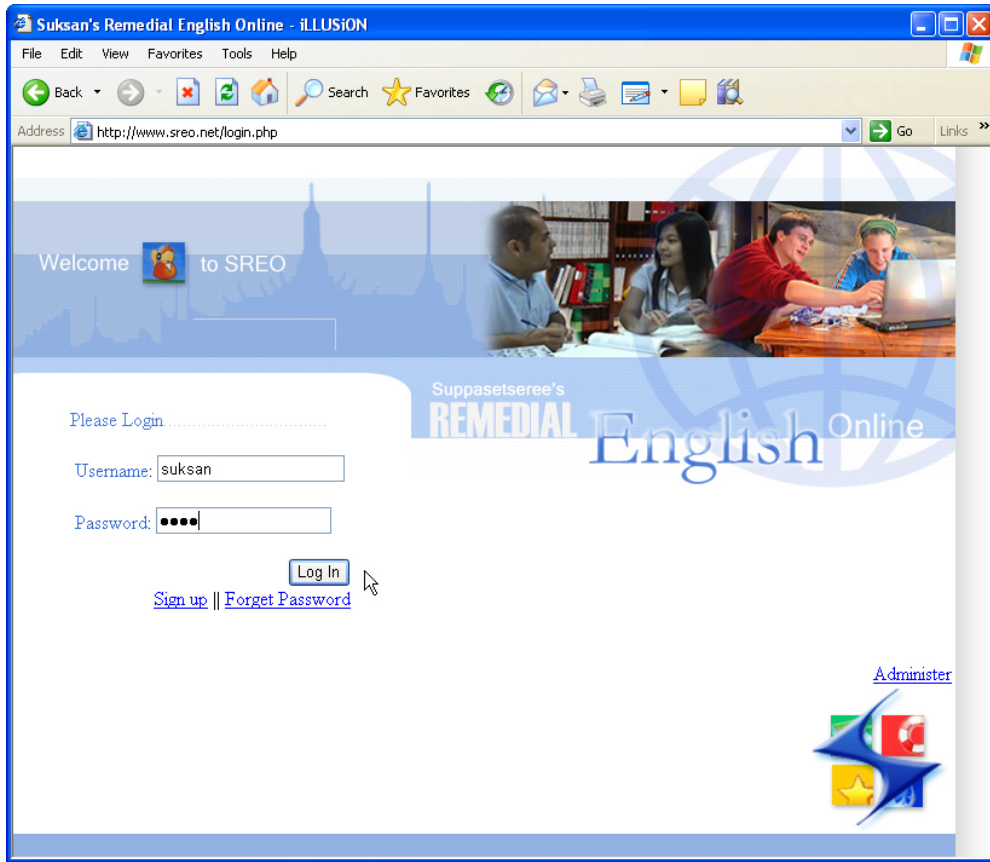 Suksan's Remedial English Online - iLLUSiON
File Edit View Favorites Tools Help
Back Search Favorites
Address http://www.sreo.net/login.php Go Links »
Welcome to SREO
Suppasetseree's
REMEDIAL English Online
Please Login
Username: suksan
Password: ••••
Log In
Sign up || Forget Password
Administer